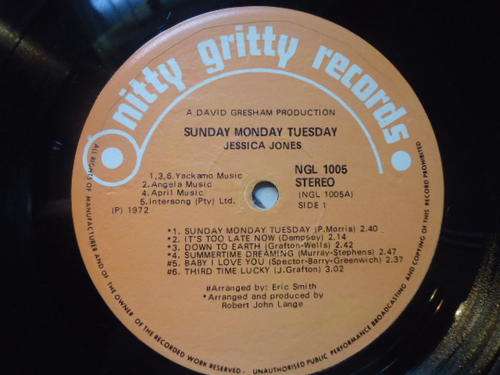 nitty gritty records
A DAVID GRESHAM PRODUCTION
SUNDAY MONDAY TUESDAY
JESSICA JONES
1,3,6. Yackamo Music
2. Angela Music
4. April Music
5. Intersong (Pty) Ltd.
(P) 1972
NGL 1005
STEREO
(NGL 1005A)
SIDE 1
*1. SUNDAY MONDAY TUESDAY (P.Morris) 2.40
*2. IT'S TOO LATE NOW (Dempsey) 2.14
*3. DOWN TO EARTH (Grafton-Wells) 2.42
*4. SUMMERTIME DREAMING (Murray-Stephens) 2.47
*5. BABY I LOVE YOU (Spector-Barry-Greenwich) 2.37
#6. THIRD TIME LUCKY (J.Grafton) 3.02
#Arranged by: Eric Smith
*Arranged and produced by
Robert John Lange
ALL RIGHTS OF MANUFACTURER AND OF THE OWNER OF THE RECORDED WORK RESERVED - UNAUTHORISED PUBLIC PERFORMANCE BROADCASTING AND COPYING OF THIS RECORD PROHIBITED